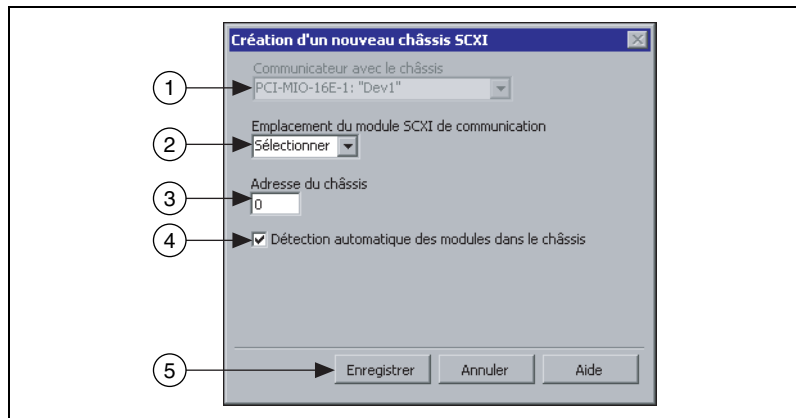 Création d'un nouveau châssis SCXI
Communicateur avec le châssis
1
PCI-MIO-16E-1: "Dev1"
Emplacement du module SCXI de communication
2
Sélectionner
Adresse du châssis
3
0
4
Détection automatique des modules dans le châssis
5
Enregistrer Annuler Aide